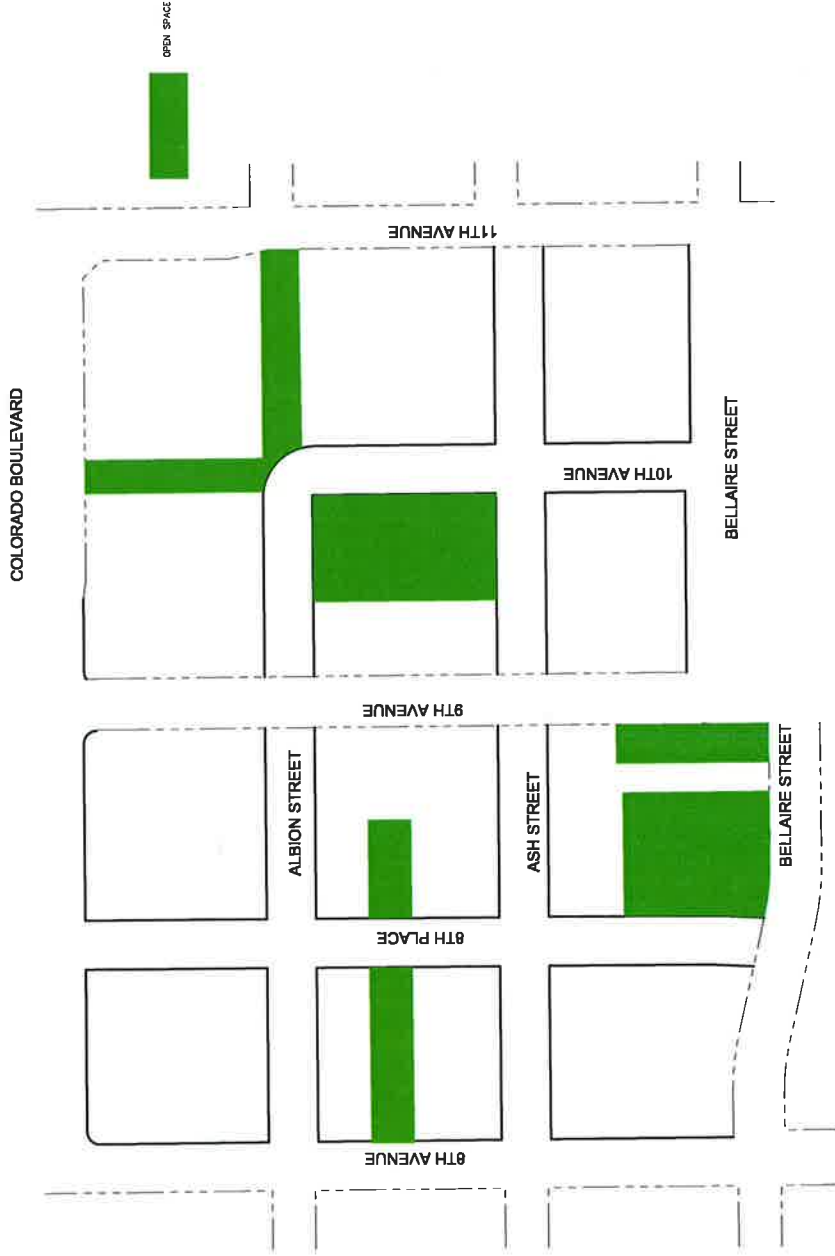 OPEN SPACE
COLORADO BOULEVARD
11TH AVENUE
10TH AVENUE
BELLAIRE STREET
9TH AVENUE
ALBION STREET
ASH STREET
BELLAIRE STREET
8TH PLACE
8TH AVENUE